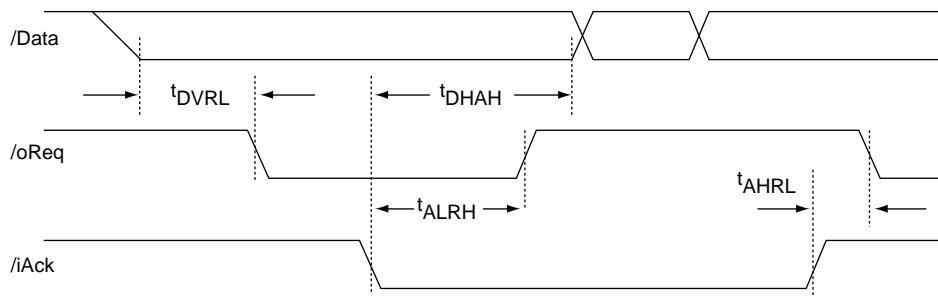 /Data
tDVRL
tDHAH
/oReq
tAHRL
tALRH
/iAck